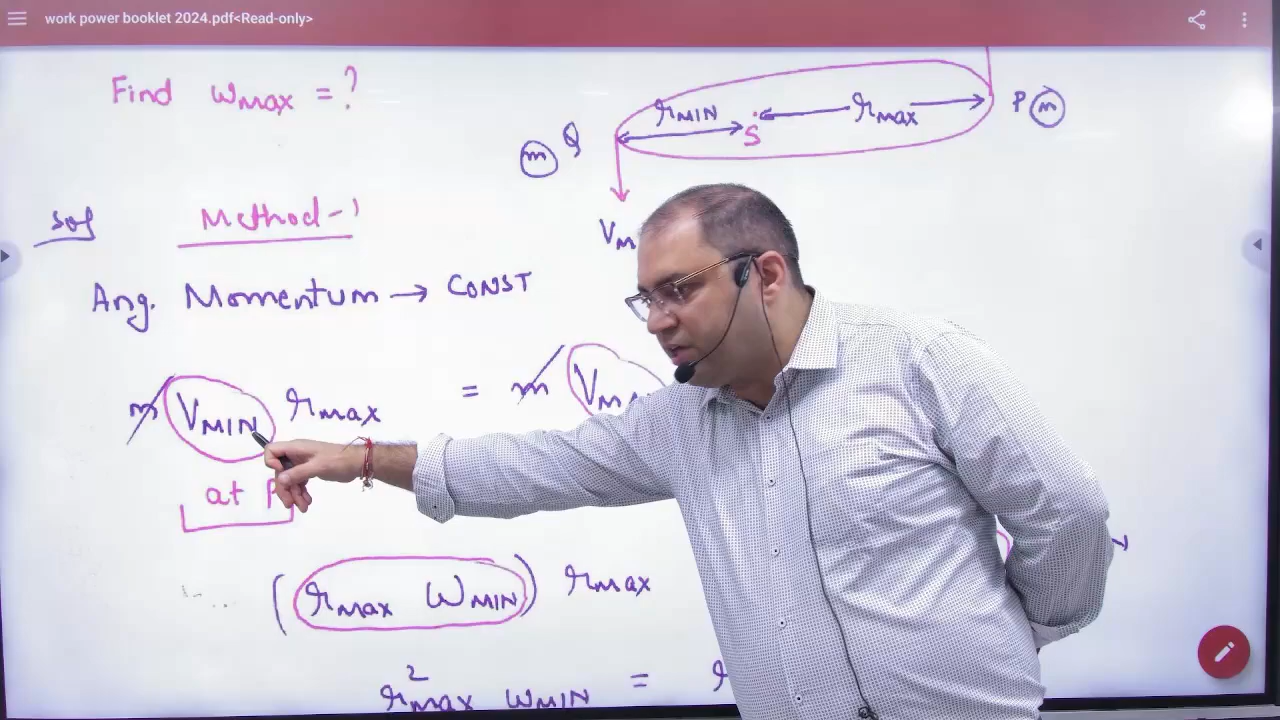 work power booklet 2024.pdf<Read-only>
Find ωMAX = ?
rMIN
rmax
S
P m
m Q
VM
Sol
Method-1
Ang. Momentum → CONST
m VMIN rmax = m VMA
at P
(rmax ωMIN) rmax
r²max ωMIN = r